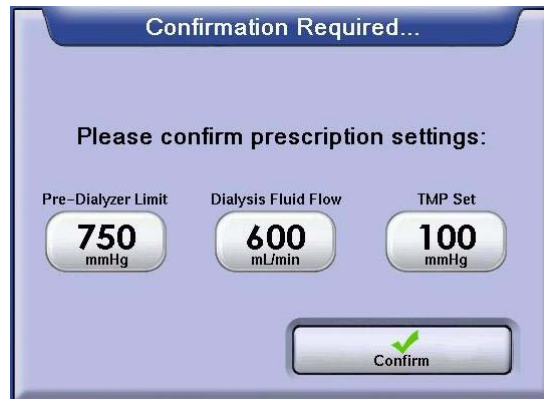 Confirmation Required...
Please confirm prescription settings:
Pre-Dialyzer Limit Dialysis Fluid Flow TMP Set
750 600 100
mmHg mL/min mmHg
Confirm